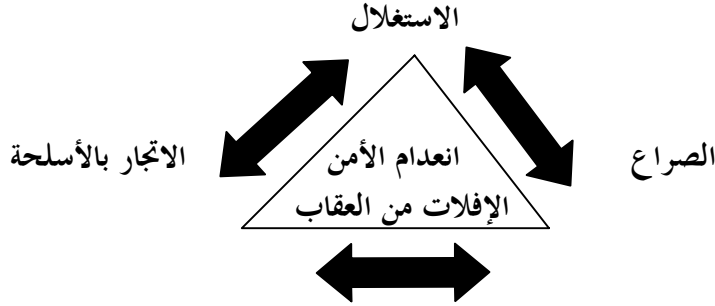 الاستغلال
الصراع
الاتجار بالأسلحة
انعدام الأمن
الإفلات من العقاب